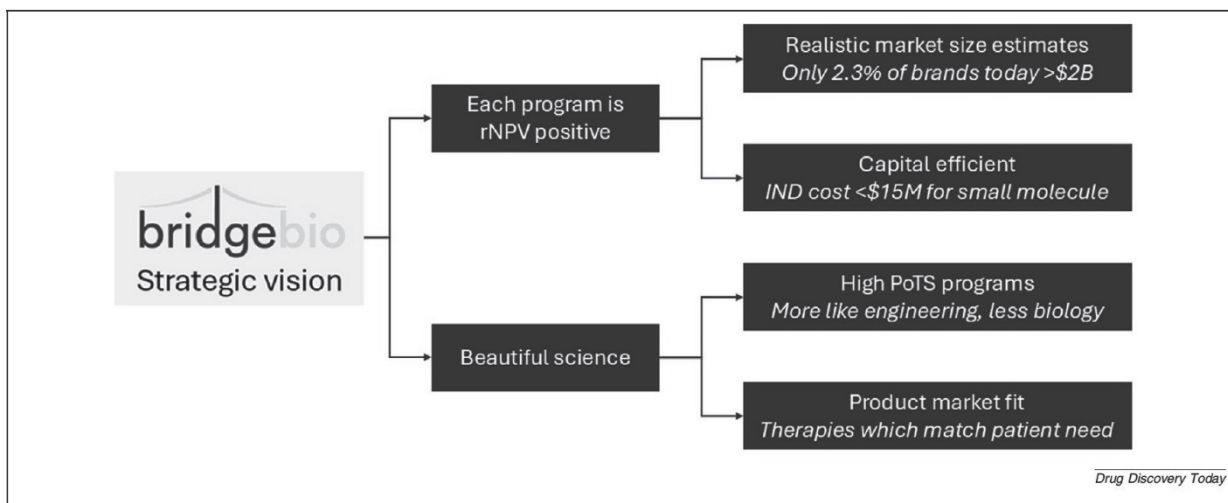 Realistic market size estimates
Only 2.3% of brands today >$2B
Each program is
rNPV positive
Capital efficient
IND cost <$15M for small molecule
bridgebio
Strategic vision
High PoTS programs
More like engineering, less biology
Beautiful science
Product market fit
Therapies which match patient need
Drug Discovery Today